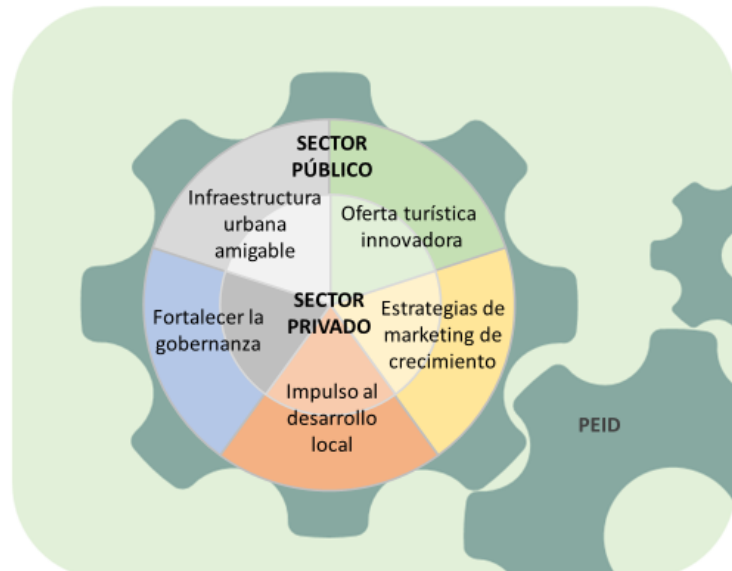 SECTOR
PÚBLICO
Infraestructura
urbana
amigable
Oferta turística
innovadora
Fortalecer la
gobernanza
SECTOR
PRIVADO
Estrategias de
marketing de
crecimiento
Impulso al
desarrollo
local
PEID